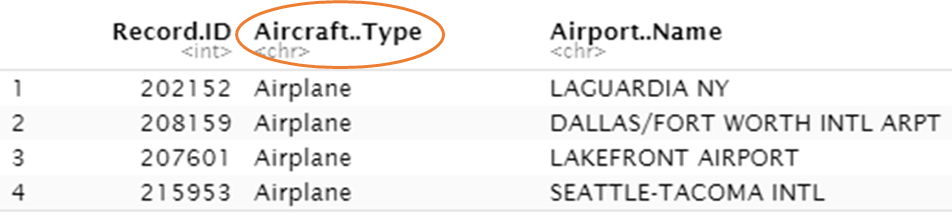 Record.ID Aircraft..Type Airport..Name
<int> <chr> <chr>
1 202152 Airplane LAGUARDIA NY
2 208159 Airplane DALLAS/FORT WORTH INTL ARPT
3 207601 Airplane LAKEFRONT AIRPORT
4 215953 Airplane SEATTLE-TACOMA INTL